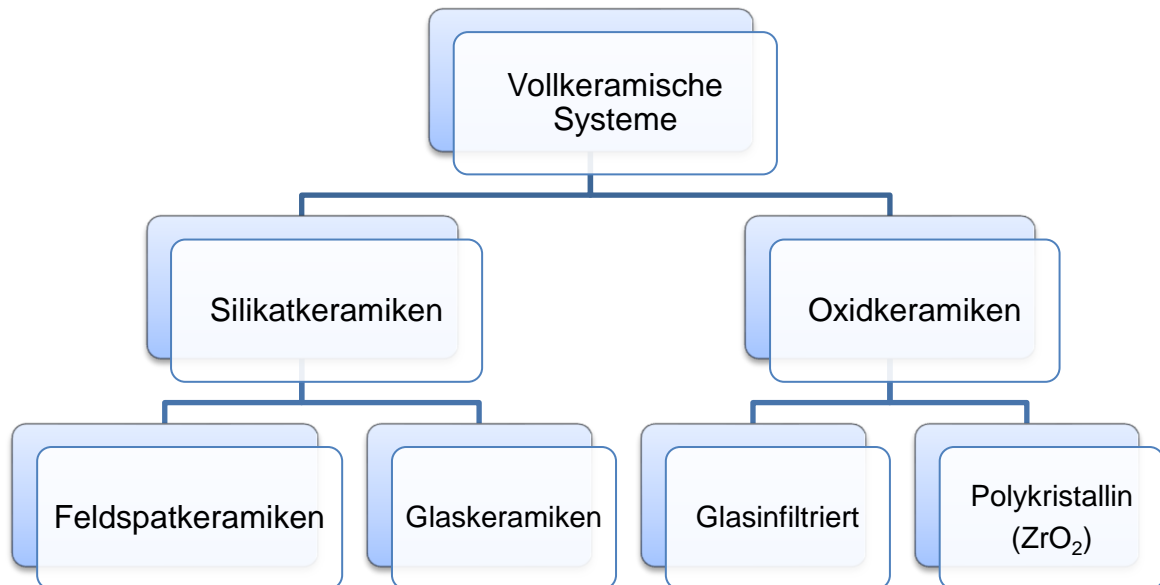 Vollkeramische
Systeme
Silikatkeramiken
Oxidkeramiken
Feldspatkeramiken
Glaskeramiken
Glasinfiltriert
Polykristallin
(ZrO₂)